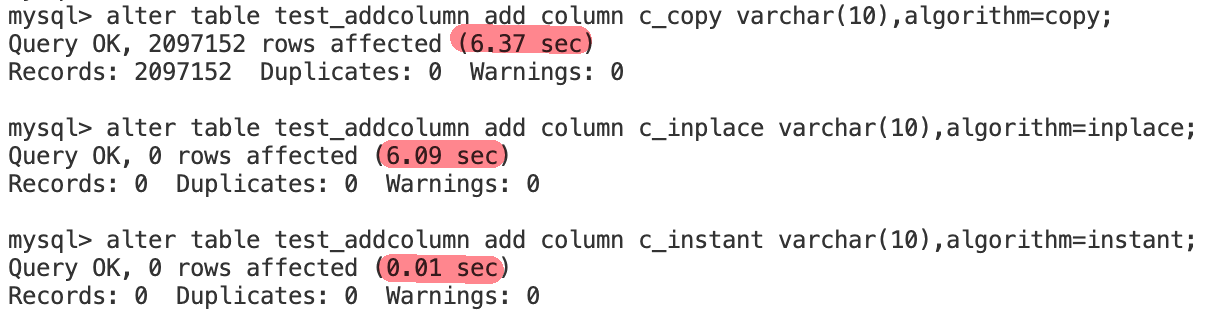 mysql> alter table test_addcolumn add column c_copy varchar(10),algorithm=copy;
Query OK, 2097152 rows affected (6.37 sec)
Records: 2097152  Duplicates: 0  Warnings: 0
mysql> alter table test_addcolumn add column c_inplace varchar(10),algorithm=inplace;
Query OK, 0 rows affected (6.09 sec)
Records: 0  Duplicates: 0  Warnings: 0
mysql> alter table test_addcolumn add column c_instant varchar(10),algorithm=instant;
Query OK, 0 rows affected (0.01 sec)
Records: 0  Duplicates: 0  Warnings: 0